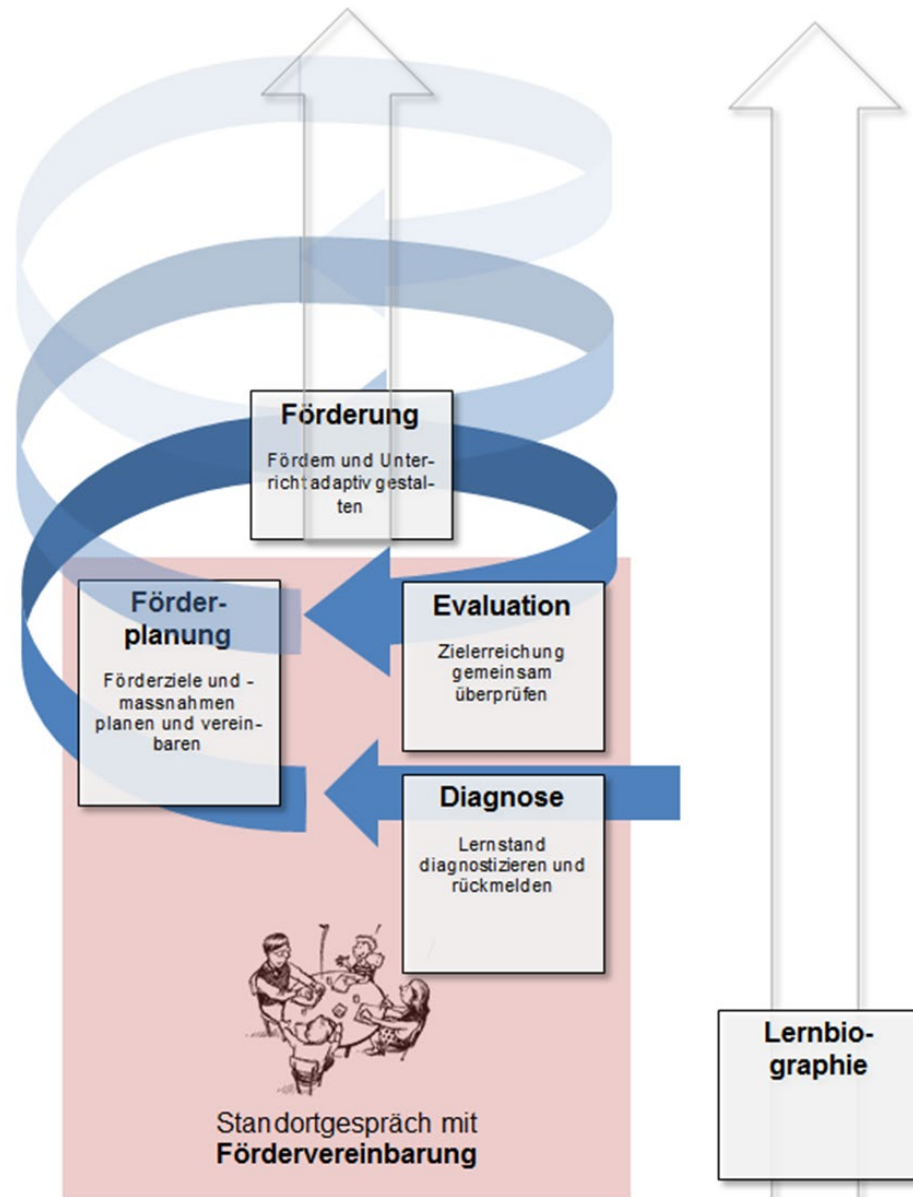 Förderung
Fördern und Unter-
richt adaptiv gestal-
ten
Förder-
planung
Förderziele und -
massnahmen
planen und verein-
baren
Evaluation
Zielerreichung
gemeinsam
überprüfen
Diagnose
Lernstand
diagnostizieren und
rückmelden
Standortgespräch mit
Fördervereinbarung
Lernbio-
graphie